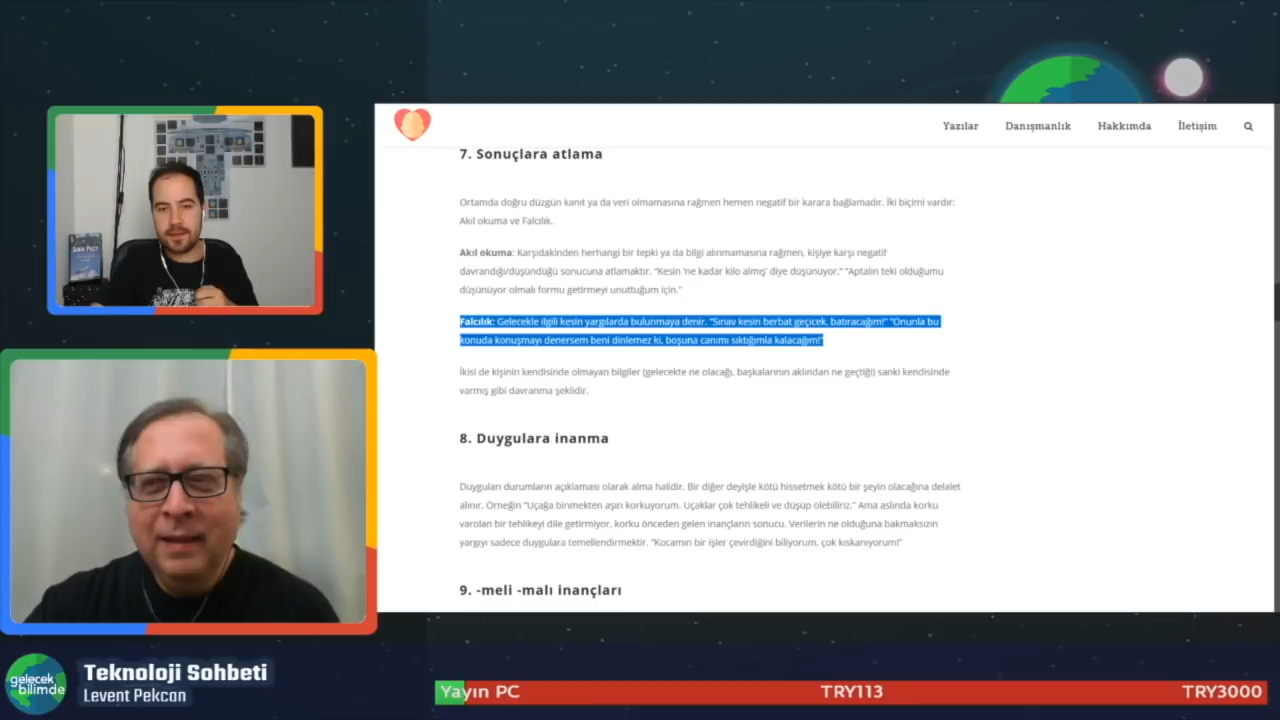 Yazılar Danışmanlık Hakkımda İletişim
7. Sonuçlara atlama
Ortamda doğru düzgün kanıt ya da veri olmamasına rağmen hemen negatif bir karara bağlamadır. İki biçimi vardır:
Akıl okuma ve Falcılık.
Akıl okuma: Karşıdakinden herhangi bir tepki ya da bilgi alınmamasına rağmen, kişiye karşı negatif
davrandığı/düşündüğü sonucuna atlamaktır. “Kesin ‘ne kadar kilo almış’ diye düşünüyor.” “Aptalın teki olduğumu
düşünüyor olmalı formu getirmeyi unuttuğum için.”
Falcılık: Gelecekle ilgili kesin yargılarda bulunmaya denir. “Sınav kesin berbat geçicek, batıracağım!” “Onunla bu
konuda konuşmayı denersem beni dinlemez ki, boşuna canımı sıktığımla kalacağım!”
İkisi de kişinin kendisinde olmayan bilgiler (gelecekte ne olacağı, başkalarının aklından ne geçtiği) sanki kendisinde
varmış gibi davranma şeklidir.
8. Duygulara inanma
Duyguları durumların açıklaması olarak alma halidir. Bir diğer deyişle kötü hissetmek kötü bir şeyin olacağına delalet
alınır. Örneğin “Uçağa binmekten aşırı korkuyorum. Uçaklar çok tehlikeli ve düşüp ölebiliriz.” Ama aslında korku
varolan bir tehlikeyi dile getirmiyor, korku önceden gelen inançların sonucu. Verilerin ne olduğuna bakmaksızın
yargıyı sadece duygulara temellendirmektir. “Kocamın bir işler çevirdiğini biliyorum, çok kıskanıyorum!”
9. -meli -malı inançları
gelecek
bilimde
Teknoloji Sohbeti
Levent Pekcan
Yayın PC TRY113 TRY3000